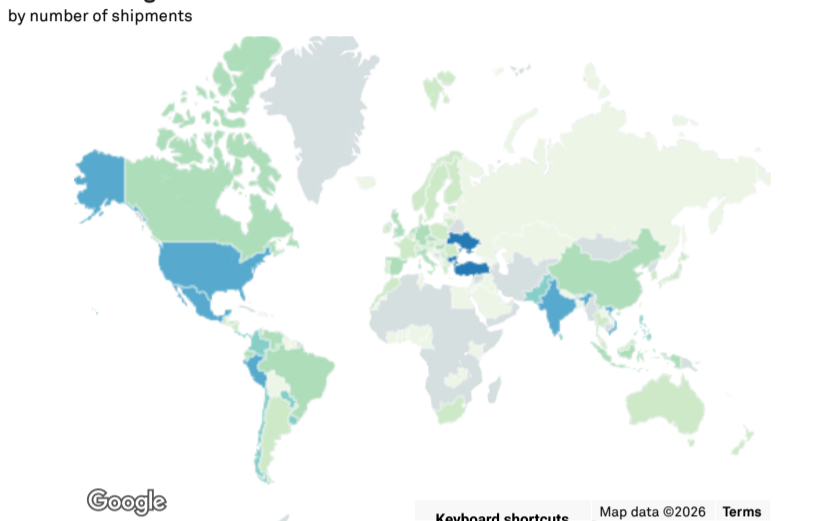 by number of shipments
Google
Keyboard shortcuts
Map data ©2026
Terms